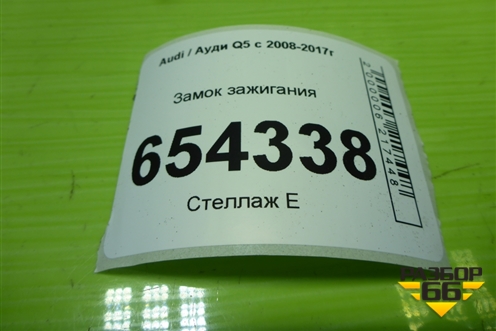 Audi / Ауди Q5 с 2008-2017г
Замок зажигания
654338
Стеллаж Е
2000006217448
РАЗБОР
66